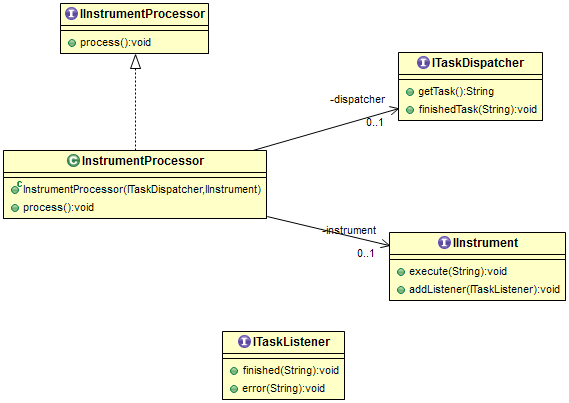 I IInstrumentProcessor
process():void
I ITaskDispatcher
getTask():String
finishedTask(String):void
-dispatcher
0..1
C InstrumentProcessor
C InstrumentProcessor(ITaskDispatcher,IInstrument)
process():void
-instrument
0..1
I IInstrument
execute(String):void
addListener(ITaskListener):void
I ITaskListener
finished(String):void
error(String):void